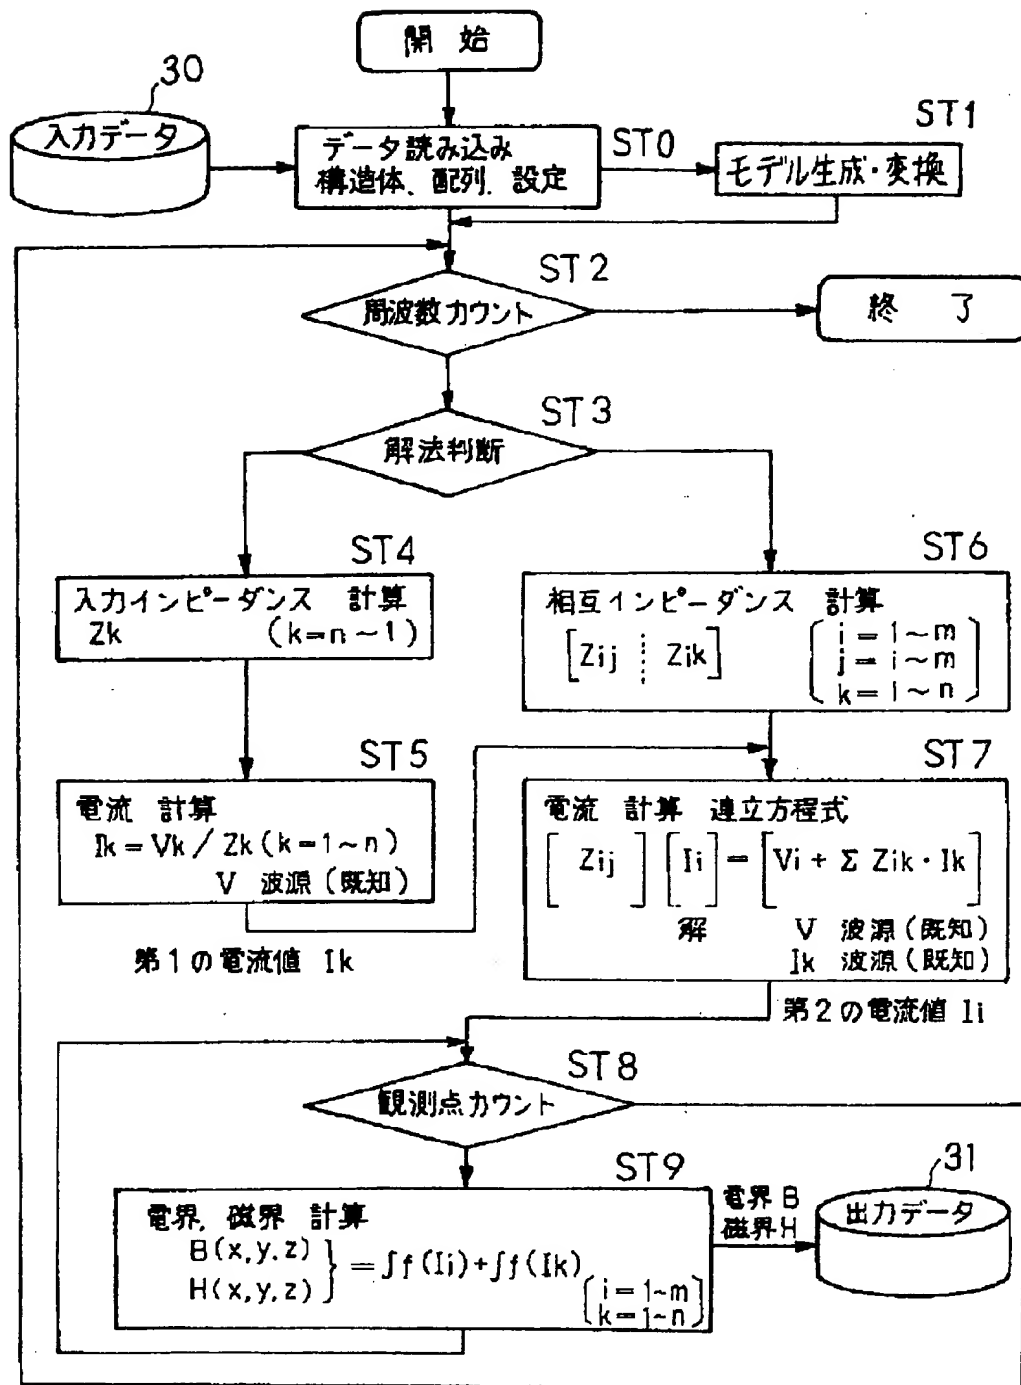 開 始
30
入力データ
データ読み込み
構造体、配列、設定
ST0
ST1
モデル生成・変換
ST2
周波数カウント
終 了
ST3
解法判断
ST4
入力インピーダンス 計算
Zk (k=n~1)
ST6
相互インピーダンス 計算
[Zij ┊ Zik]
i = 1~m
j = i~m
k = 1~n
ST5
電流 計算
Ik = Vk / Zk (k=1~n)
V 波源(既知)
第1の電流値 Ik
ST7
電流 計算 連立方程式
[Zij] [Ii] = [Vi + Σ Zik・Ik]
解 V 波源(既知)
Ik 波源(既知)
第2の電流値 Ii
ST8
観測点カウント
ST9
電界、磁界 計算
B(x,y,z)
H(x,y,z)
} = ∫f(Ii)+∫f(Ik)
i = 1~m
k = 1~n
電界 B
磁界 H
31
出力データ